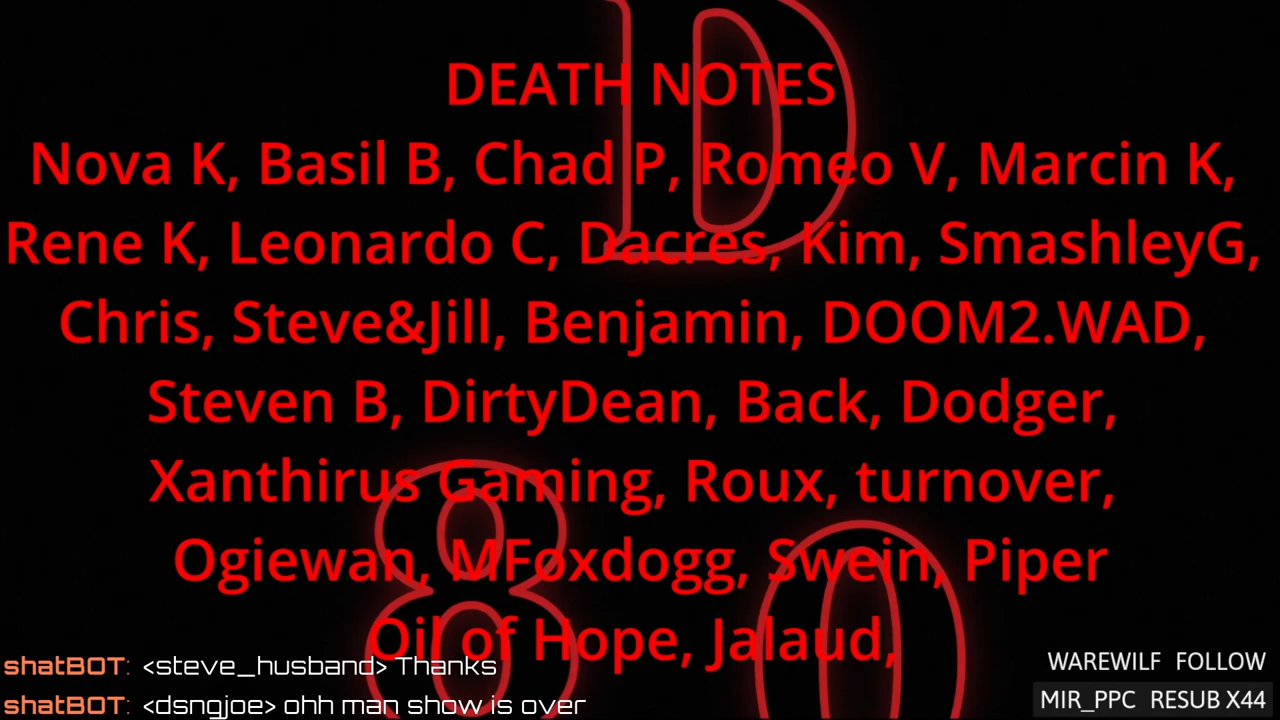 D
DEATH NOTES
Nova K, Basil B, Chad P, Romeo V, Marcin K,
Rene K, Leonardo C, Dacres, Kim, SmashleyG,
Chris, Steve&Jill, Benjamin, DOOM2.WAD,
Steven B, DirtyDean, Back, Dodger,
Xanthirus Gaming, Roux, turnover,
Ogiewan, MFoxdogg, Swein, Piper
Oil of Hope, Jalaud,
8 0
shatBOT: <steve_husband> Thanks
shatBOT: <dsngjoe> ohh man show is over
WAREWILF FOLLOW
MIR_PPC RESUB X44